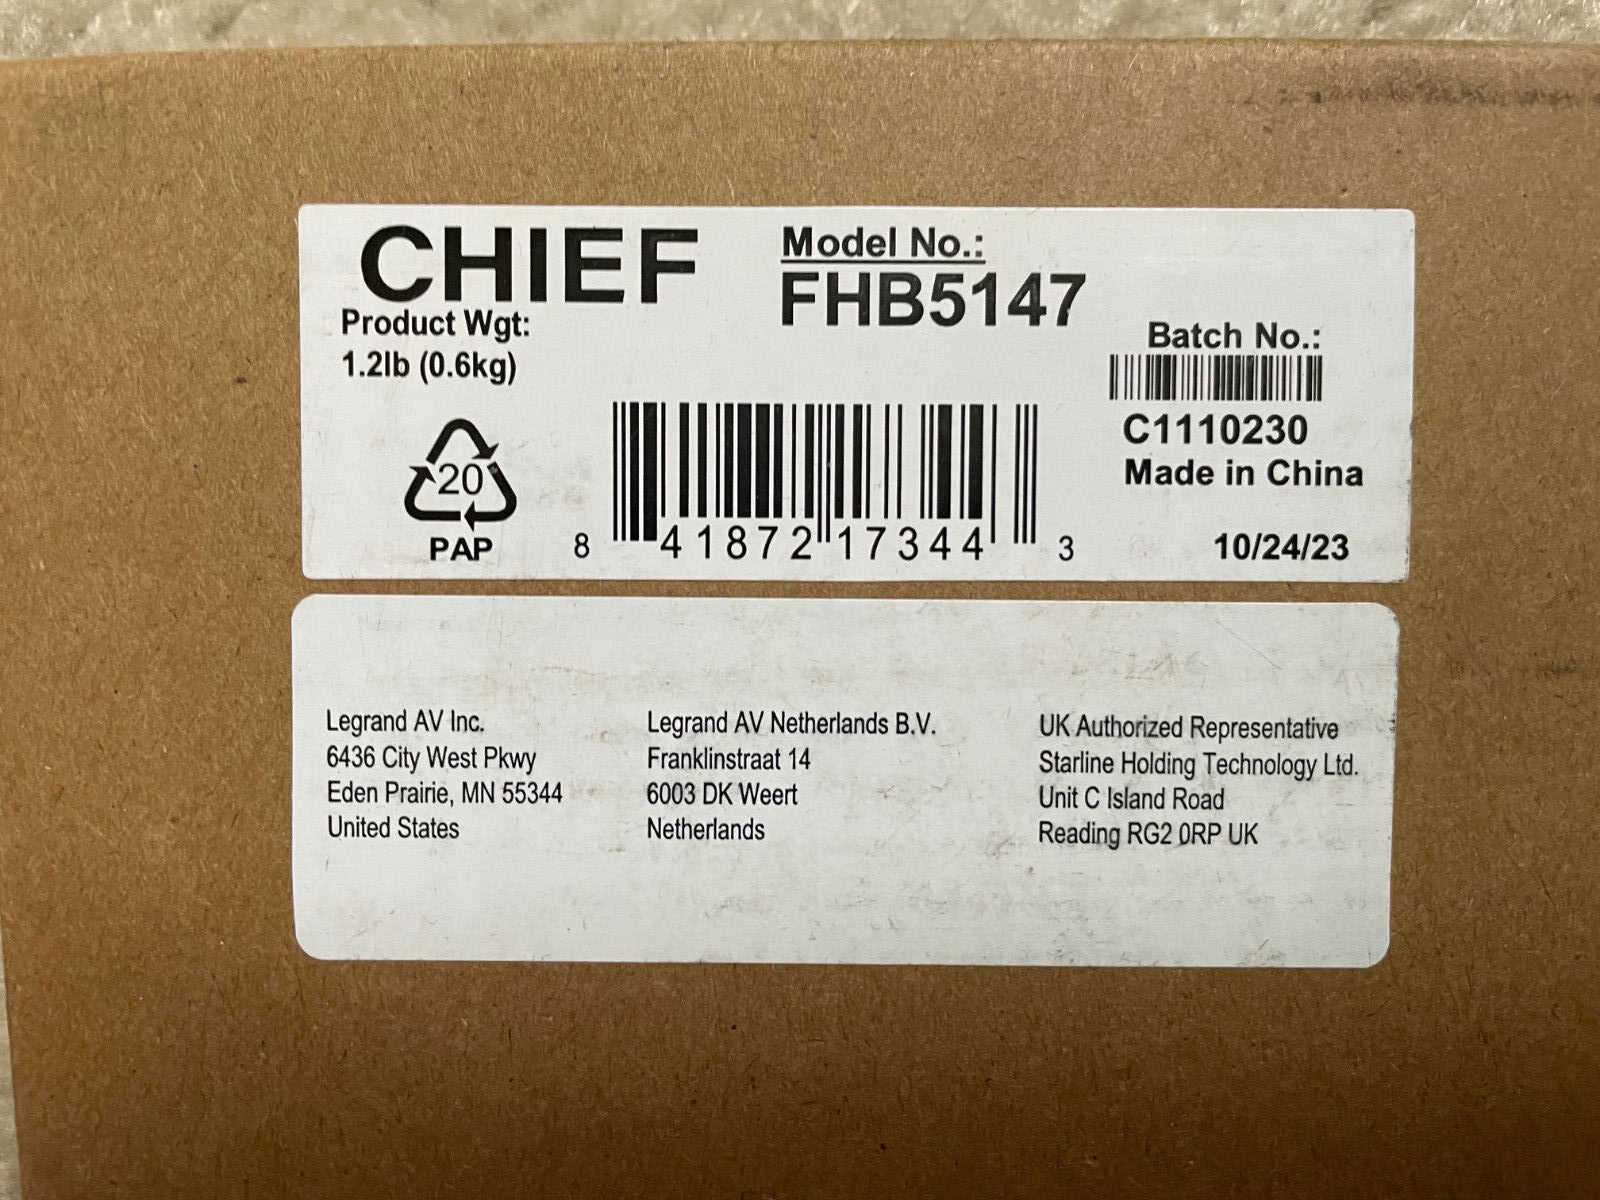 CHIEF
Product Wgt:
1.2lb (0.6kg)
20
PAP
Model No.:
FHB5147
8 41872 17344 3
Batch No.:
C1110230
Made in China
10/24/23
Legrand AV Inc.
6436 City West Pkwy
Eden Prairie, MN 55344
United States
Legrand AV Netherlands B.V.
Franklinstraat 14
6003 DK Weert
Netherlands
UK Authorized Representative
Starline Holding Technology Ltd.
Unit C Island Road
Reading RG2 0RP UK